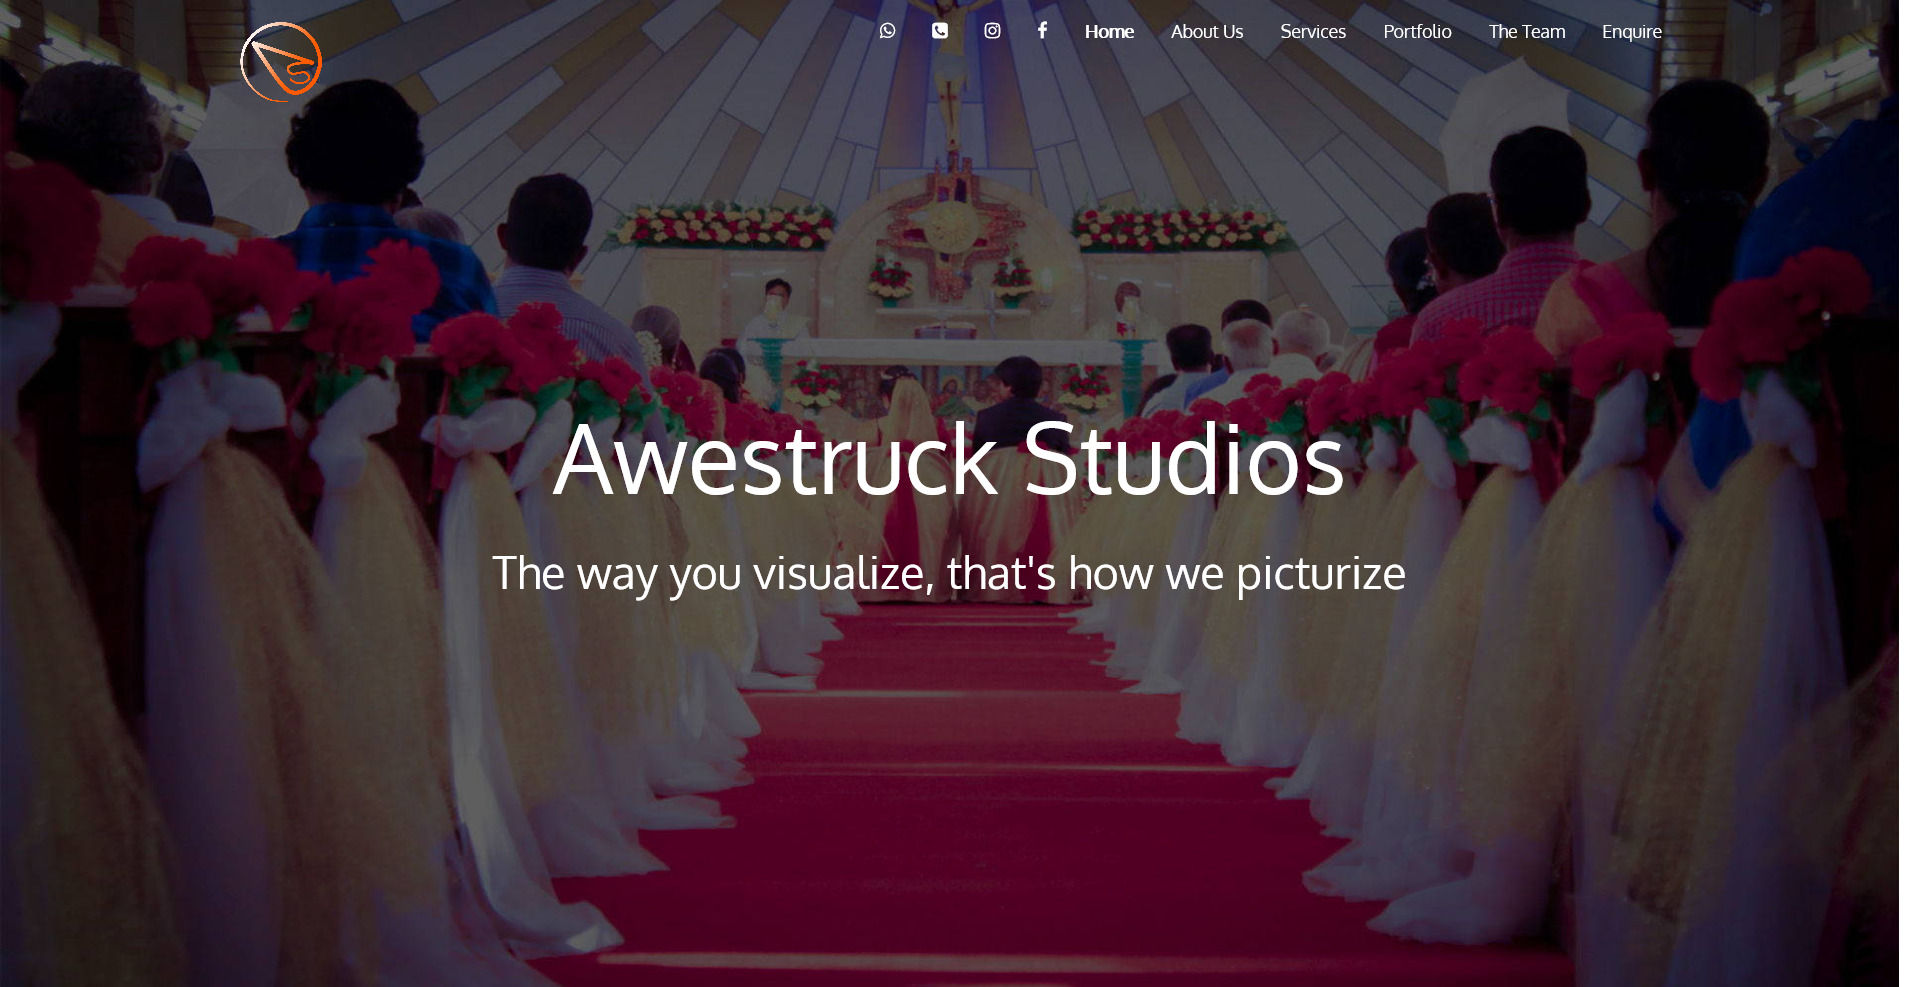 Home About Us Services Portfolio The Team Enquire
Awestruck Studios
The way you visualize, that's how we picturize